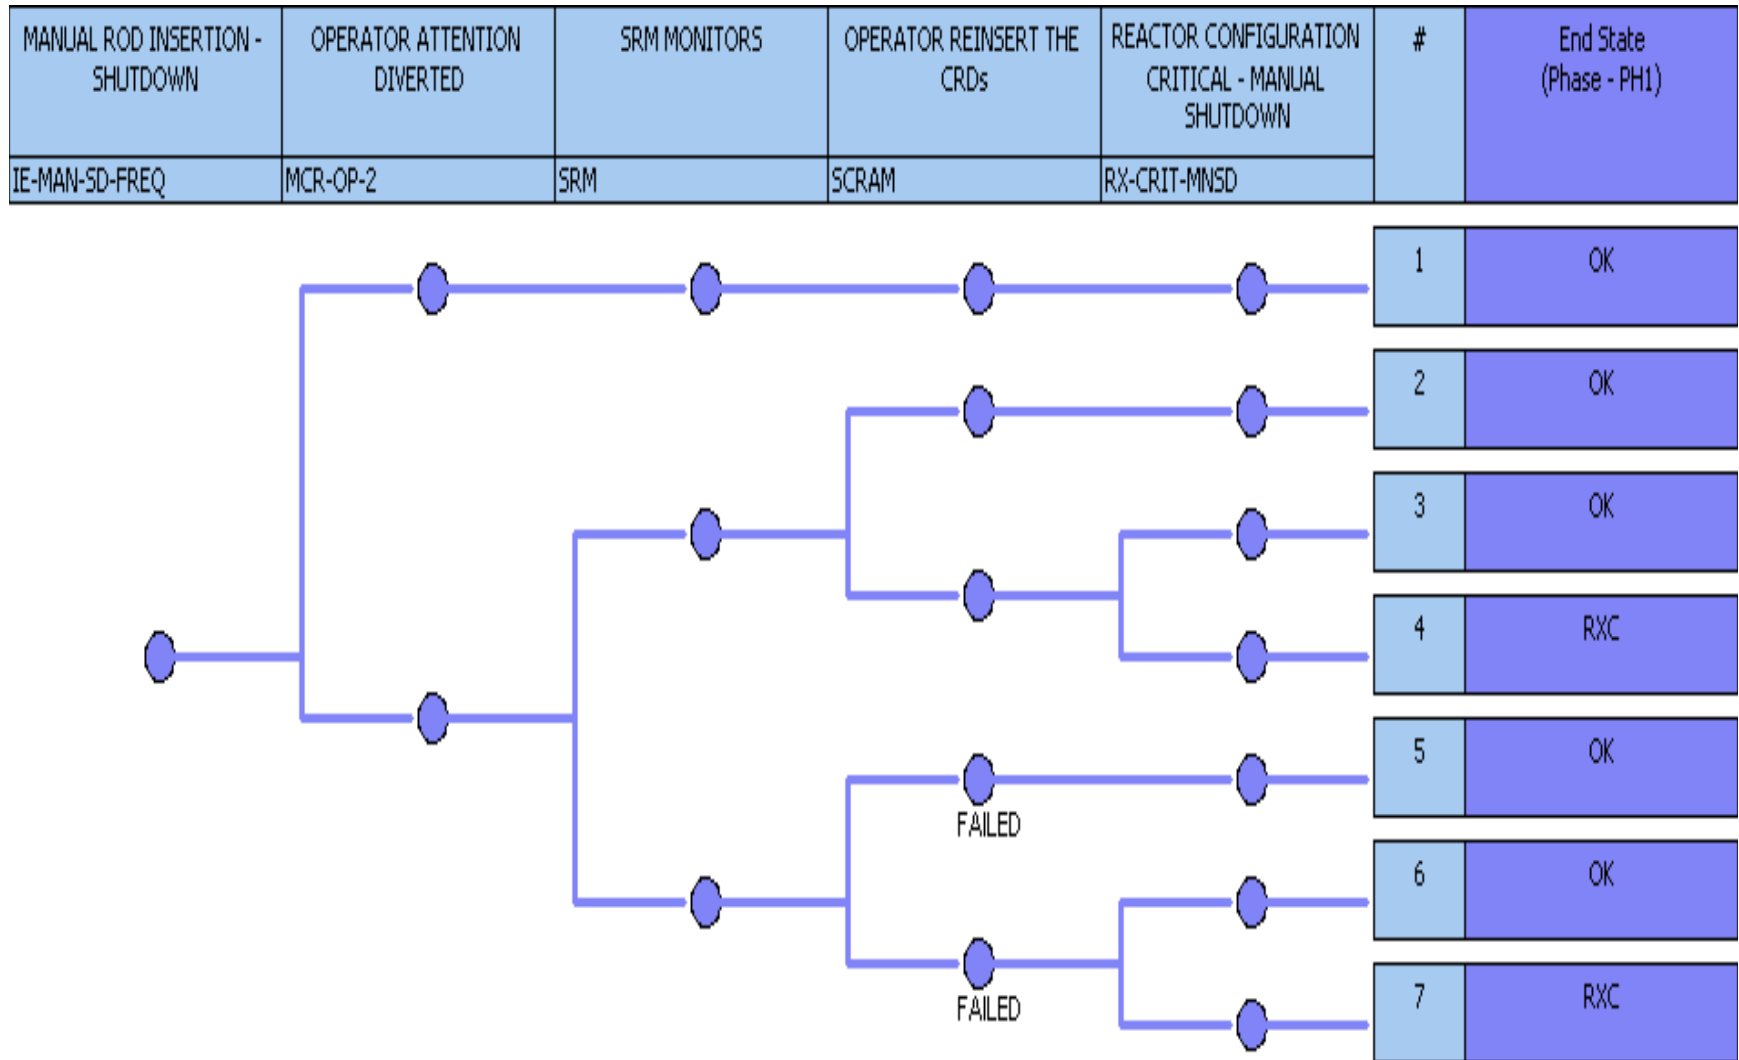 MANUAL ROD INSERTION -
SHUTDOWN
OPERATOR ATTENTION
DIVERTED
SRM MONITORS
OPERATOR REINSERT THE
CRDs
REACTOR CONFIGURATION
CRITICAL - MANUAL
SHUTDOWN
#
End State
(Phase - PH1)
IE-MAN-SD-FREQ
MCR-OP-2
SRM
SCRAM
RX-CRIT-MNSD
1
OK
2
OK
3
OK
4
RXC
5
OK
FAILED
6
OK
7
RXC
FAILED